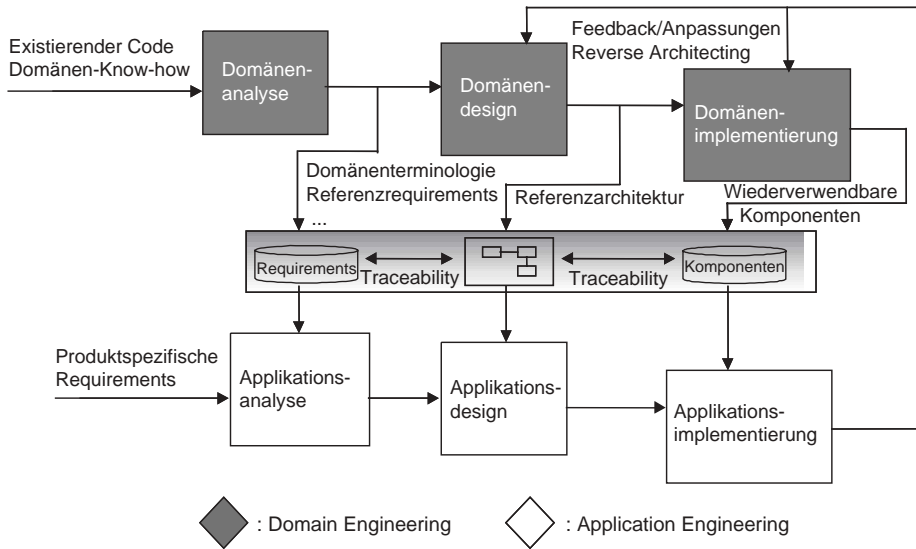 Existierender Code
Domänen-Know-how
Domänen-
analyse
Domänen-
design
Feedback/Anpassungen
Reverse Architecting
Domänen-
implementierung
Domänenterminologie
Referenzrequirements
...
Referenzarchitektur
Wiederverwendbare
Komponenten
Requirements
Traceability
Traceability
Komponenten
Produktspezifische
Requirements
Applikations-
analyse
Applikations-
design
Applikations-
implementierung
: Domain Engineering
: Application Engineering